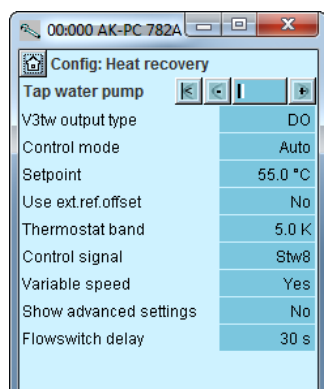 00:000 AK-PC 782A
Config: Heat recovery
Tap water pump
V3tw output type DO
Control mode Auto
Setpoint 55.0 °C
Use ext.ref.offset No
Thermostat band 5.0 K
Control signal Stw8
Variable speed Yes
Show advanced settings No
Flowswitch delay 30 s